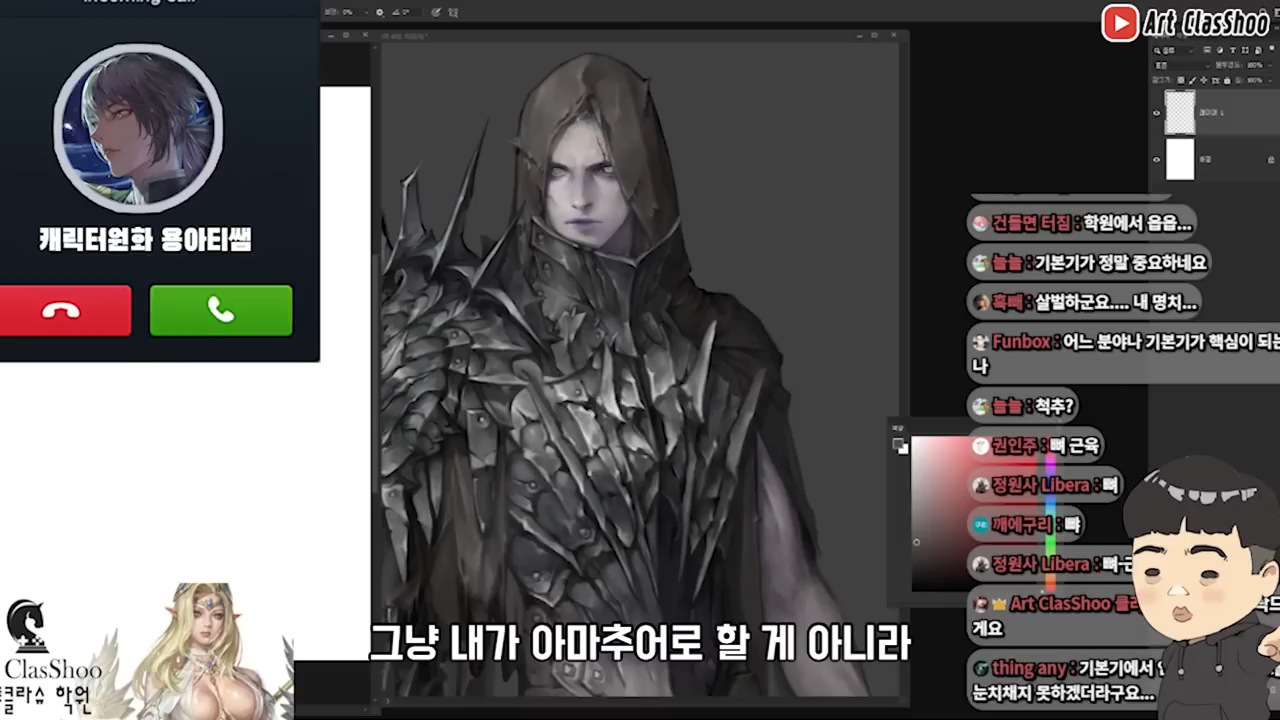 Incoming Call
캐릭터원화 용아티쌤
Art ClasShoo
건들면 터짐 : 학원에서 읍읍...
늘늘 : 기본기가 정말 중요하네요
흑빼 : 살벌하군요.... 내 명치...
Funbox : 어느 분야나 기본기가 핵심이 되는
나
늘늘 : 척추?
권인주 : 뼈 근육
정원사 Libera : 뼈
깨에구리 : 뺘
정원사 Libera : 뼈
Art ClasShoo
게요
thing any : 기본기에서
눈치채지 못하겠더라구요...
그냥 내가 아마추어로 할 게 아니라
ClasShoo
클라슈 학원